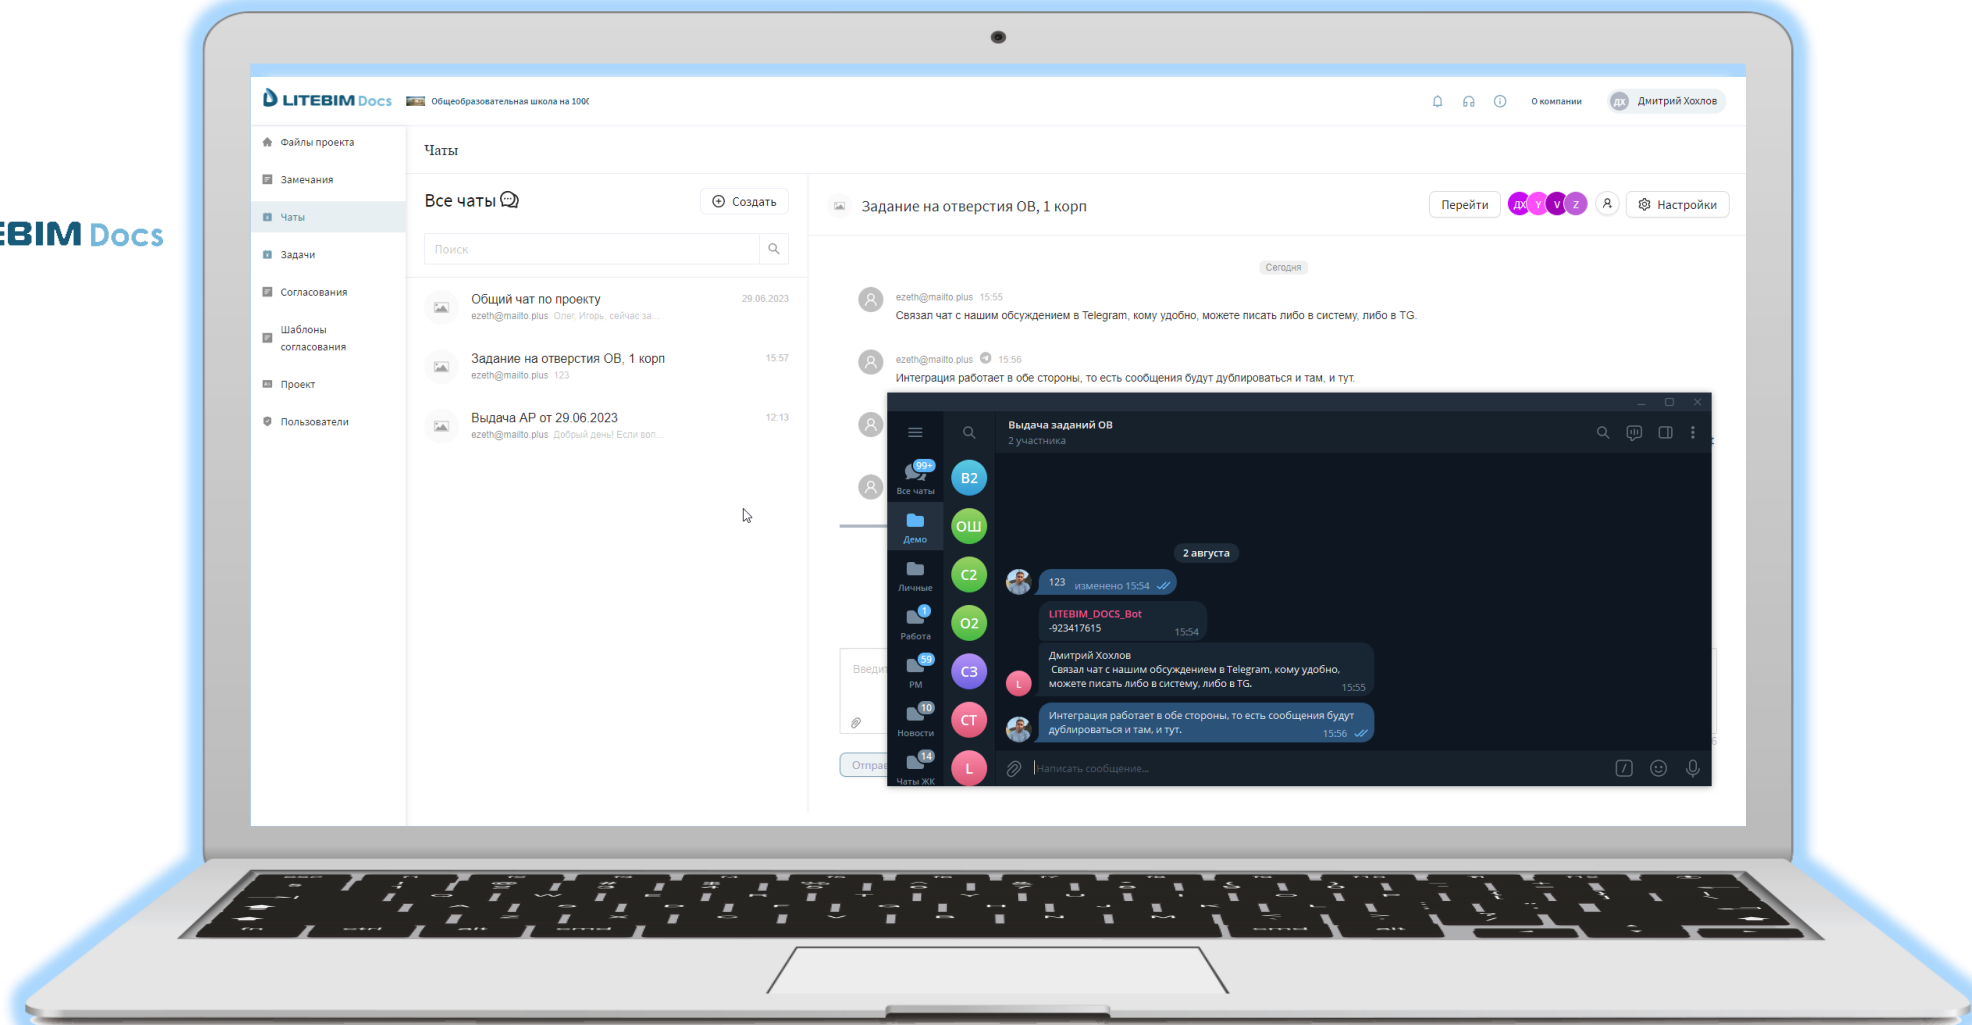 LITEBIM Docs
Общеобразовательная школа на 100
О компании
ДХ
Дмитрий Хохлов
EBIM Docs
Файлы проекта
Замечания
Чаты
Задачи
Согласования
Шаблоны
согласования
Проект
Пользователи
Чаты
Все чаты
Создать
Поиск
Общий чат по проекту
29.06.2023
ezeth@mailto.plus Олег, Игорь, сейчас за...
Задание на отверстия ОВ, 1 корп
15:57
ezeth@mailto.plus 123
Выдача АР от 29.06.2023
12:13
ezeth@mailto.plus Добрый день! Если воп...
Задание на отверстия ОВ, 1 корп
Перейти
ДХ
Y
V
Z
Настройки
Сегодня
ezeth@mailto.plus 15:55
Связал чат с нашим обсуждением в Telegram, кому удобно, можете писать либо в систему, либо в TG.
ezeth@mailto.plus 15:56
Интеграция работает в обе стороны, то есть сообщения будут дублироваться и там, и тут.
Введит
Отправ
Выдача заданий ОВ
2 участника
99+
Все чаты
Демо
Личные
1
Работа
59
РМ
10
Новости
14
Чаты ЖК
В2
ОШ
С2
О2
С3
СТ
L
2 августа
123 изменено 15:54
LITEBIM_DOCS_Bot
-923417615
15:54
Дмитрий Хохлов
Связал чат с нашим обсуждением в Telegram, кому удобно,
можете писать либо в систему, либо в TG.
15:55
L
Интеграция работает в обе стороны, то есть сообщения будут
дублироваться и там, и тут.
15:56
Написать сообщение...